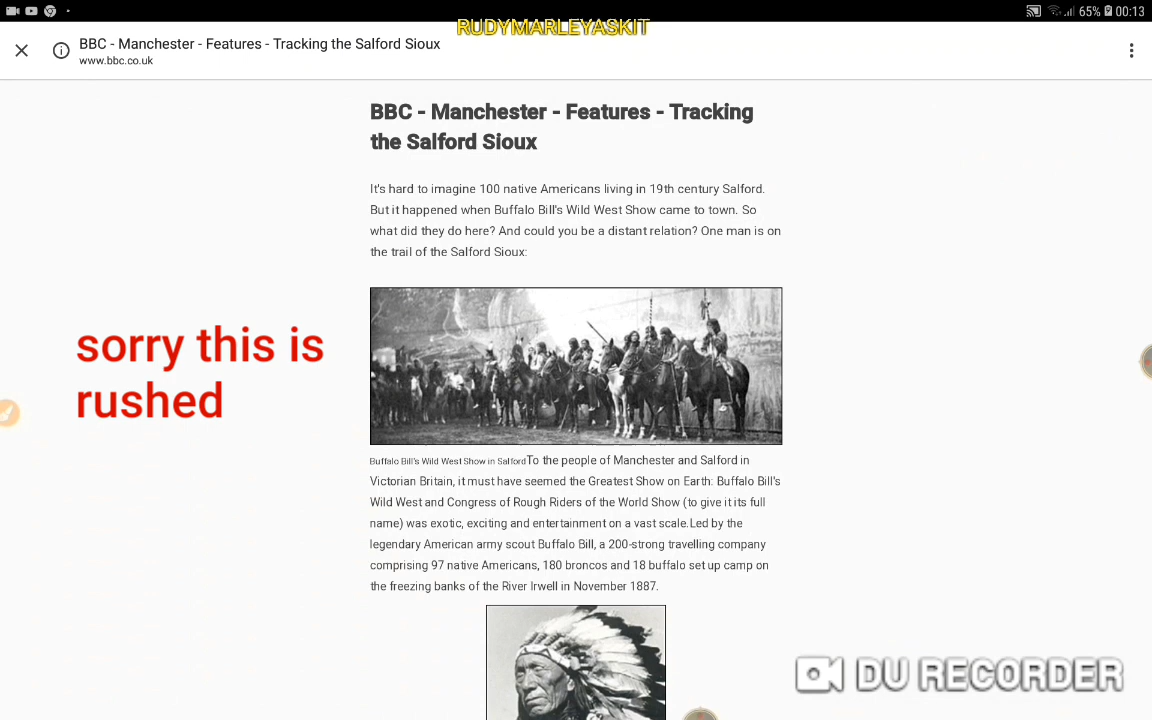 65% 00:13
RUDYMARLEYASKIT
BBC - Manchester - Features - Tracking the Salford Sioux
www.bbc.co.uk
BBC - Manchester - Features - Tracking
the Salford Sioux
It's hard to imagine 100 native Americans living in 19th century Salford.
But it happened when Buffalo Bill's Wild West Show came to town. So
what did they do here? And could you be a distant relation? One man is on
the trail of the Salford Sioux:
sorry this is
rushed
Buffalo Bill's Wild West Show in SalfordTo the people of Manchester and Salford in
Victorian Britain, it must have seemed the Greatest Show on Earth: Buffalo Bill's
Wild West and Congress of Rough Riders of the World Show (to give it its full
name) was exotic, exciting and entertainment on a vast scale.Led by the
legendary American army scout Buffalo Bill, a 200-strong travelling company
comprising 97 native Americans, 180 broncos and 18 buffalo set up camp on
the freezing banks of the River Irwell in November 1887.
DU RECORDER